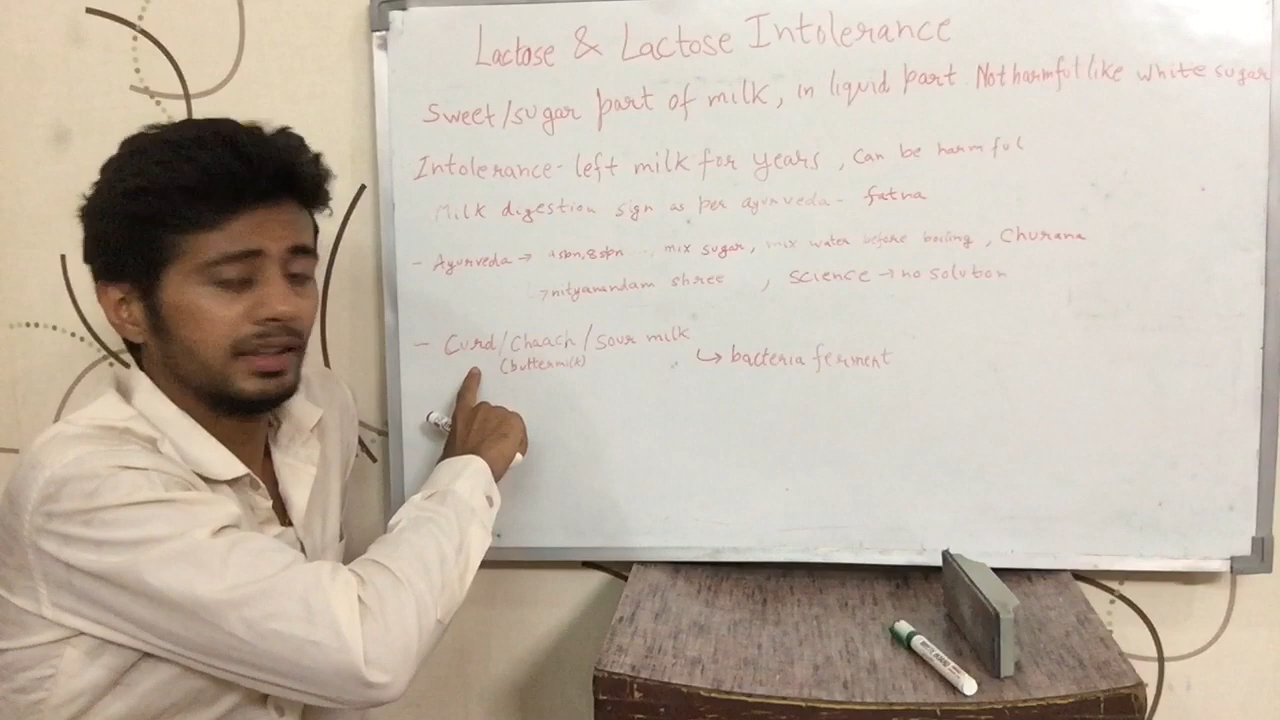 Lactose & Lactose Intolerance
Sweet/sugar part of milk, in liquid part. Not harmful like white sugar
Intolerance - left milk for years, Can be harmful
Milk digestion sign as per ayurveda - fatna
- Ayurveda → mix sugar, mix water before boiling, Churana
→ nityanandam shree , science → no solution
- Curd/Chaach/sour milk
(buttermilk)
↳ bacteria ferment